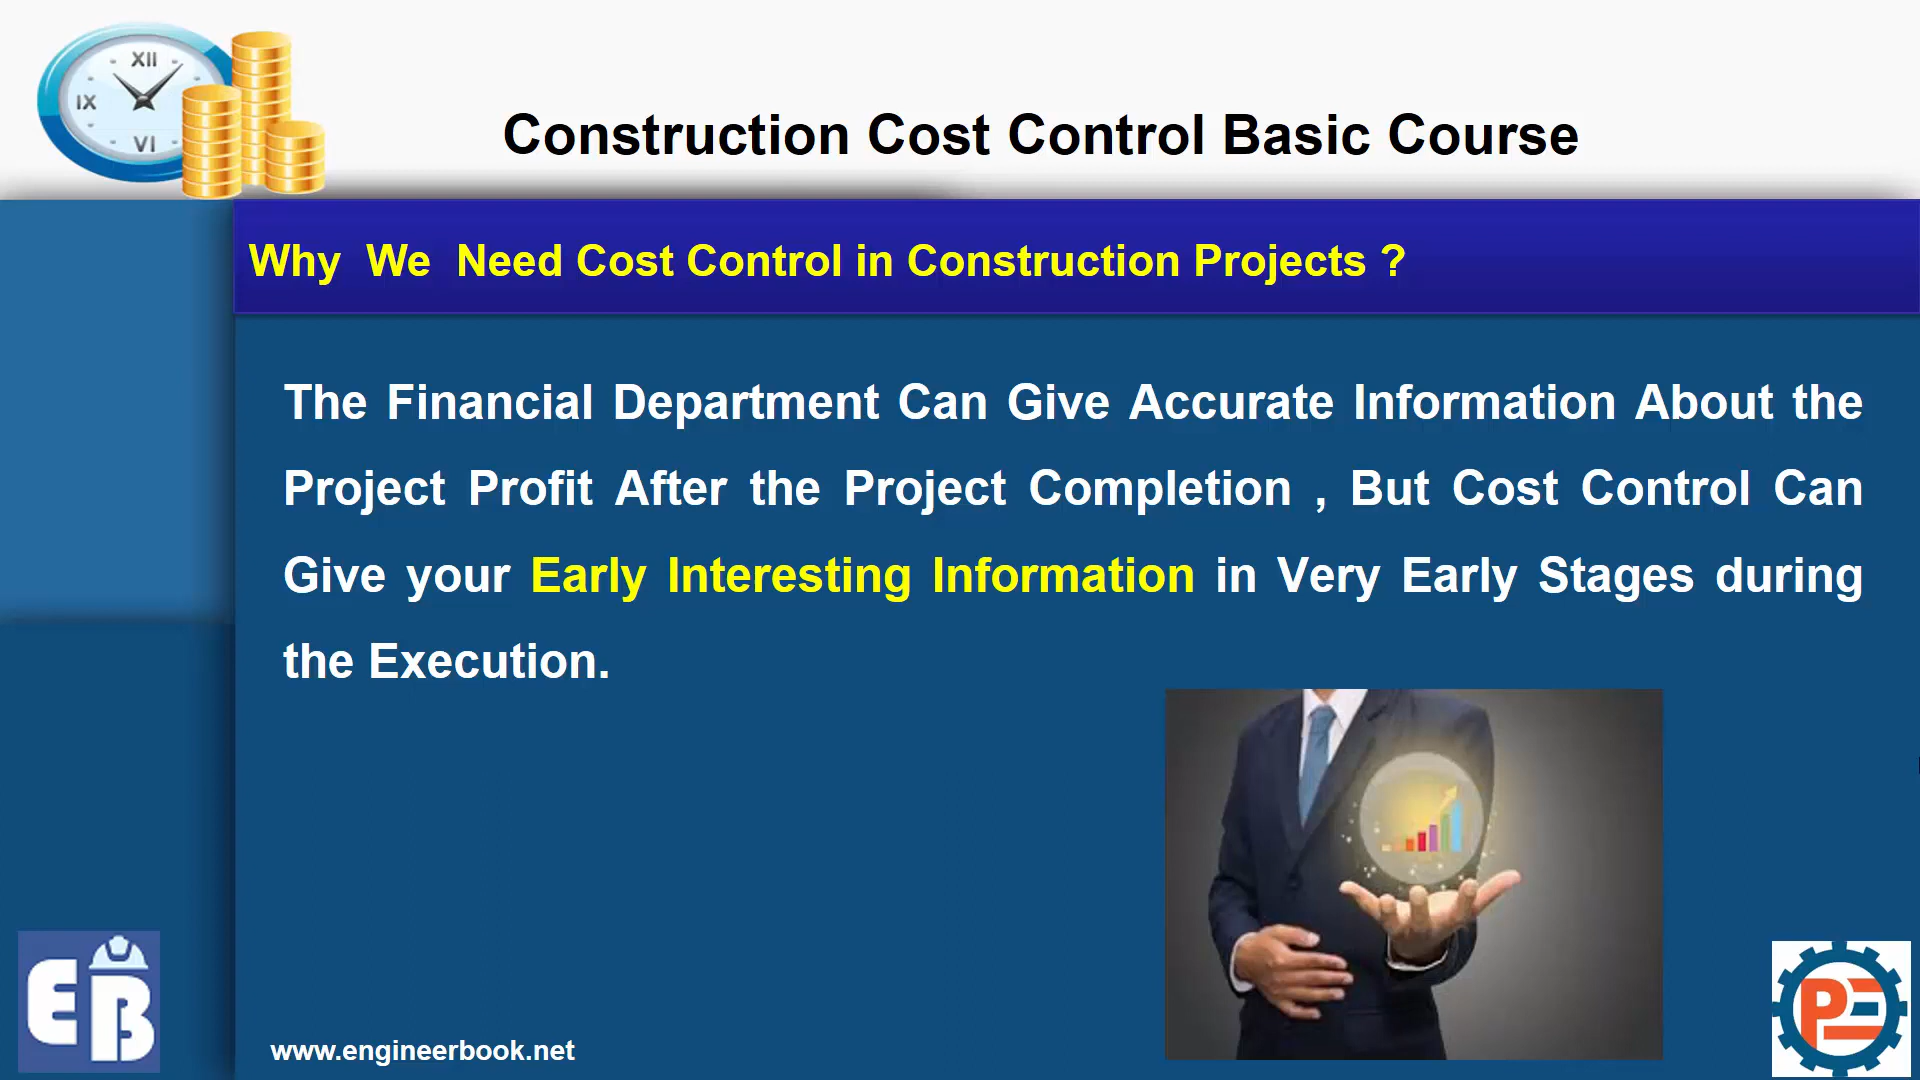 XII
IX
VI
Construction Cost Control Basic Course
Why We Need Cost Control in Construction Projects ?
The Financial Department Can Give Accurate Information About the
Project Profit After the Project Completion , But Cost Control Can
Give your Early Interesting Information in Very Early Stages during
the Execution.
EB
www.engineerbook.net
PE